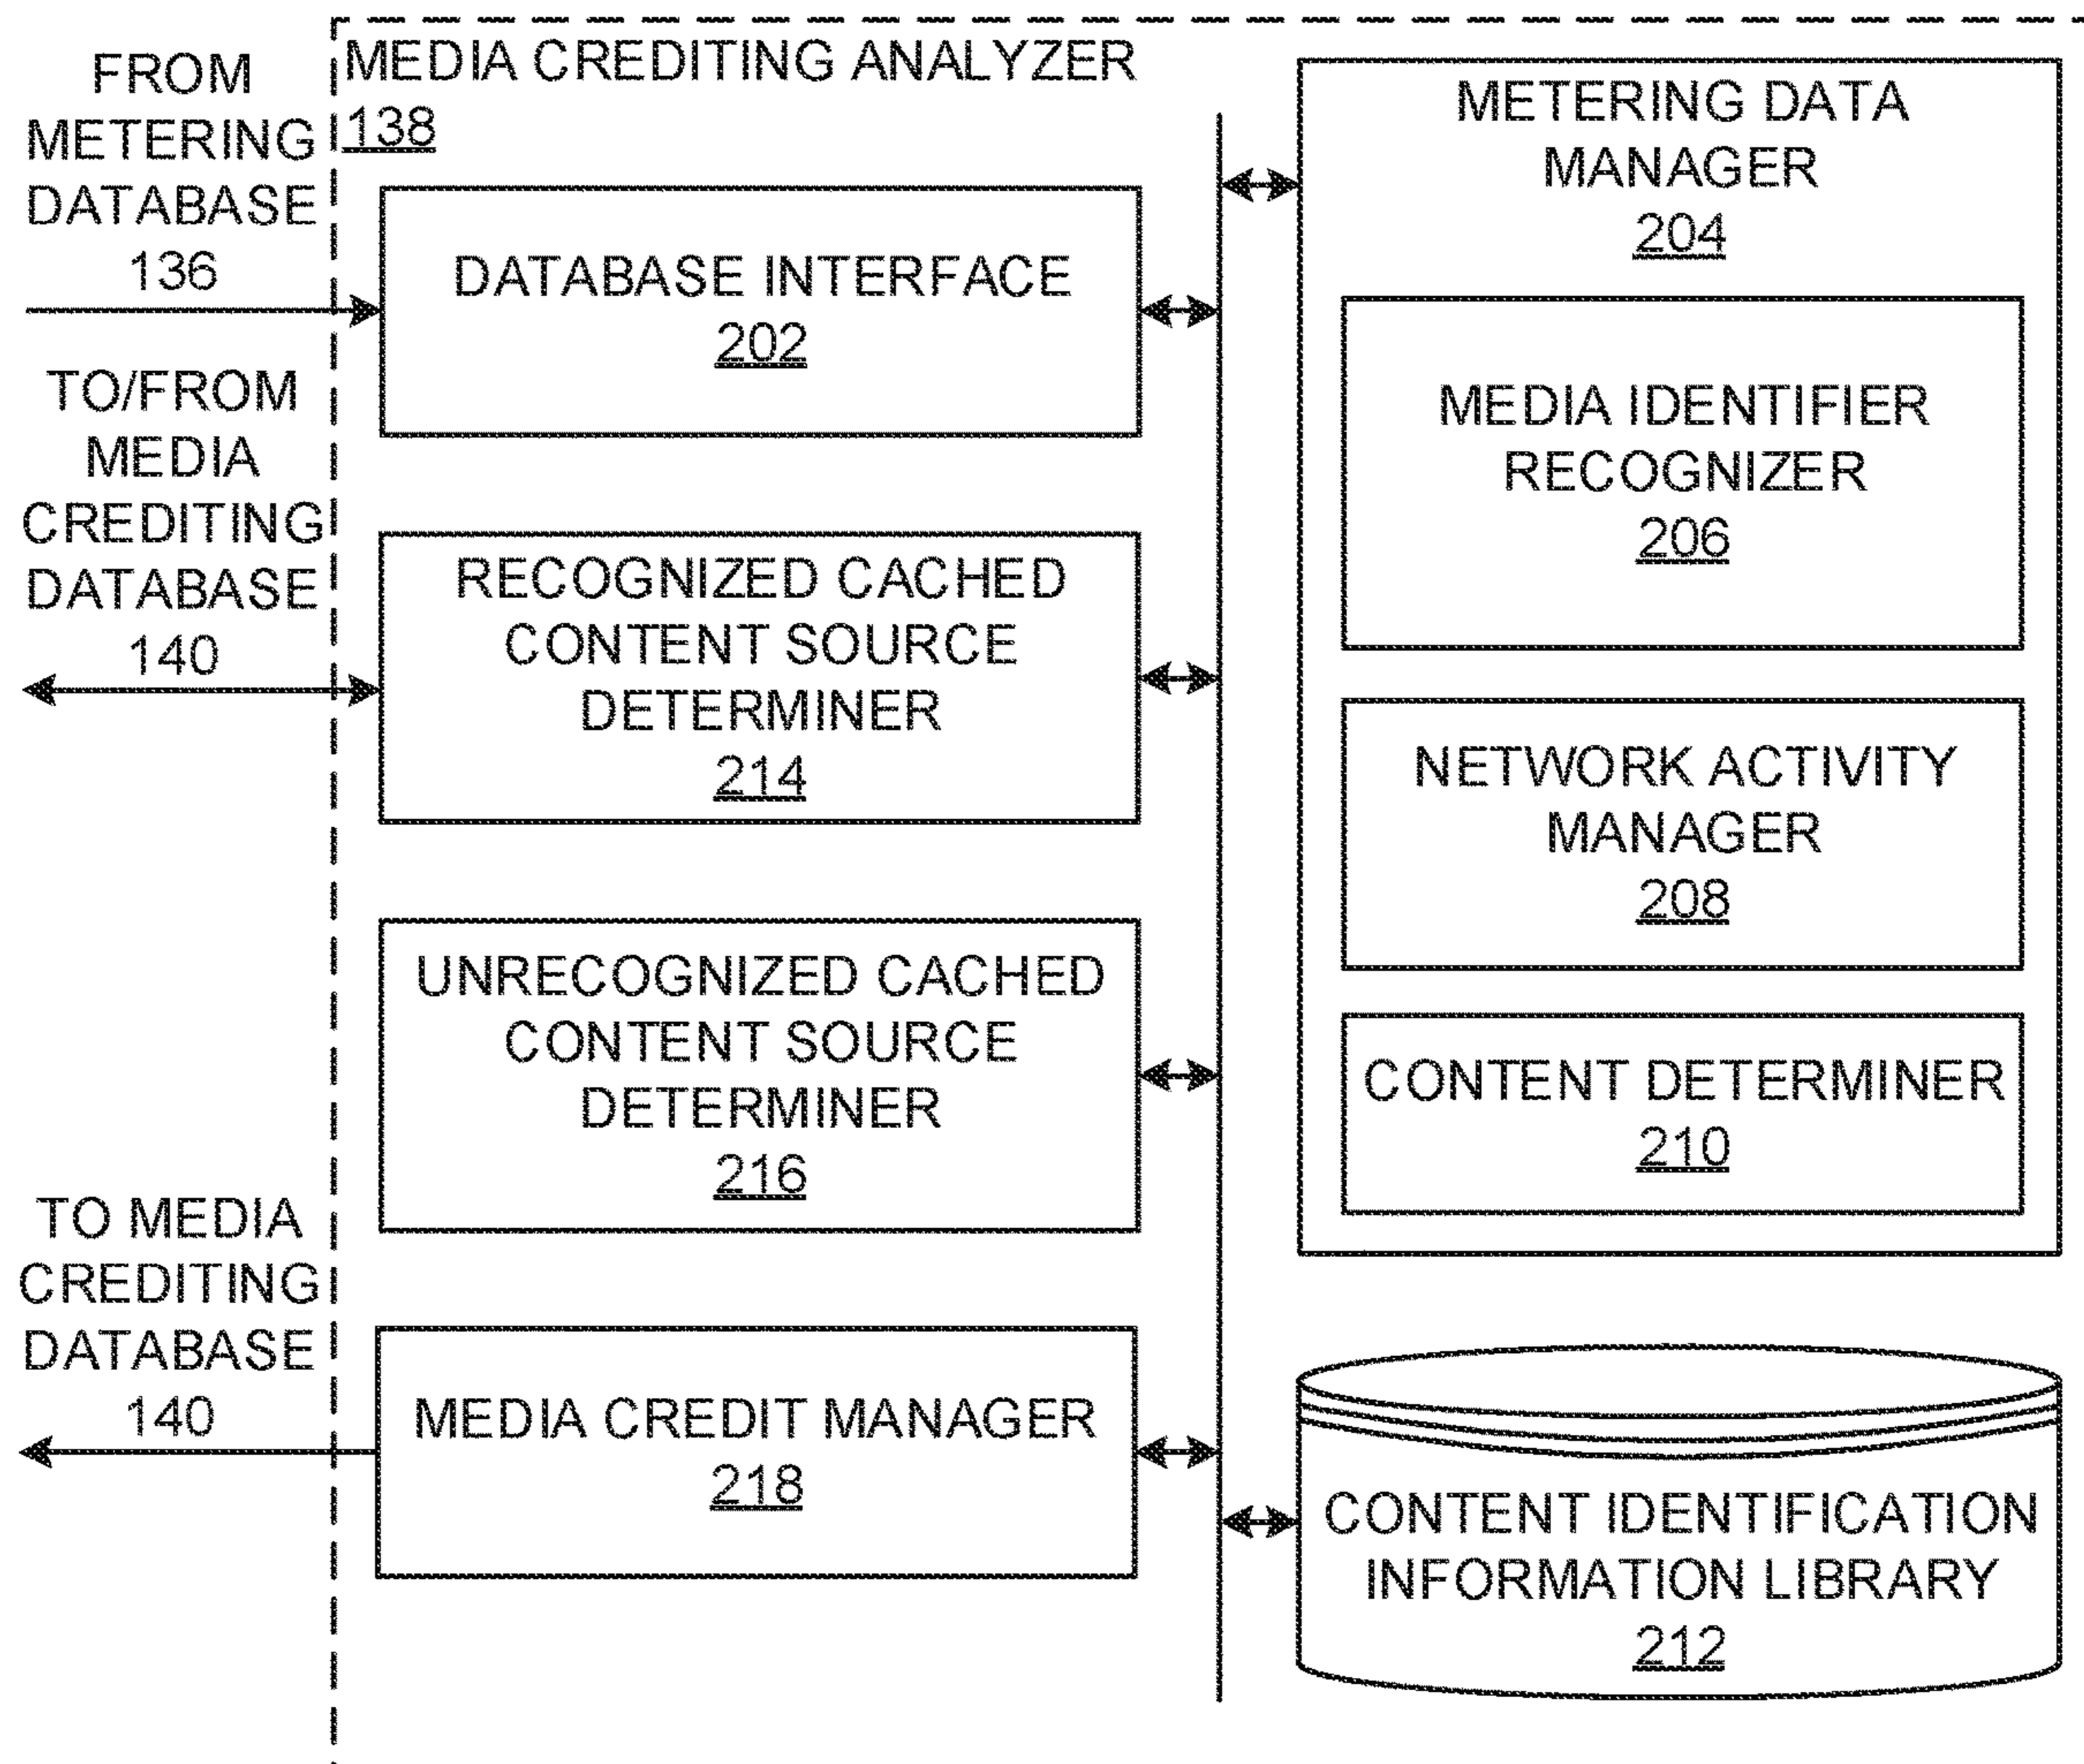 FROM
METERING
DATABASE
136
TO/FROM
MEDIA
CREDITING
DATABASE
140
TO MEDIA
CREDITING
DATABASE
140
MEDIA CREDITING ANALYZER
138
DATABASE INTERFACE
202
RECOGNIZED CACHED
CONTENT SOURCE
DETERMINER
214
UNRECOGNIZED CACHED
CONTENT SOURCE
DETERMINER
216
MEDIA CREDIT MANAGER
218
METERING DATA
MANAGER
204
MEDIA IDENTIFIER
RECOGNIZER
206
NETWORK ACTIVITY
MANAGER
208
CONTENT DETERMINER
210
CONTENT IDENTIFICATION
INFORMATION LIBRARY
212